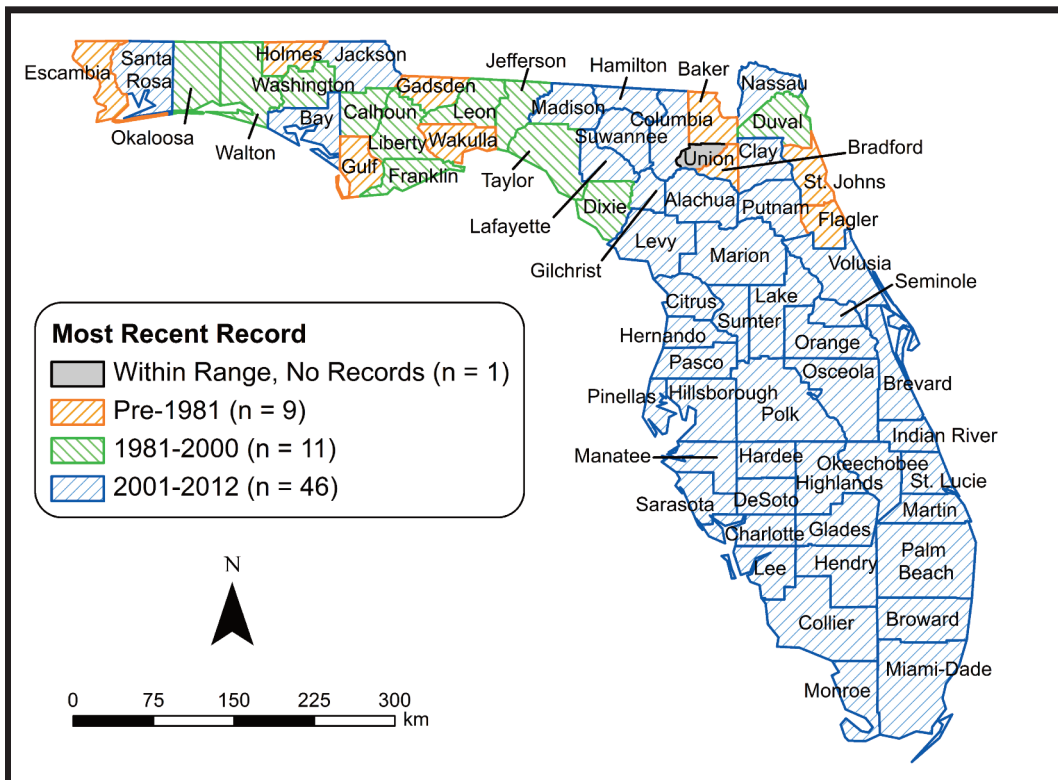 Escambia
Santa
Rosa
Okaloosa
Walton
Holmes
Washington
Jackson
Bay
Calhoun
Gulf
Liberty
Franklin
Gadsden
Leon
Wakulla
Jefferson
Taylor
Madison
Hamilton
Suwannee
Lafayette
Dixie
Columbia
Gilchrist
Baker
Union
Nassau
Duval
Clay
Bradford
St. Johns
Alachua
Putnam
Flagler
Levy
Marion
Volusia
Seminole
Citrus
Sumter
Lake
Hernando
Orange
Pasco
Osceola
Brevard
Pinellas
Hillsborough
Polk
Indian River
Manatee
Hardee
Okeechobee
Highlands
St. Lucie
Sarasota
DeSoto
Martin
Charlotte
Glades
Lee
Hendry
Palm
Beach
Collier
Broward
Monroe
Miami-Dade
Most Recent Record
Within Range, No Records (n = 1)
Pre-1981 (n = 9)
1981-2000 (n = 11)
2001-2012 (n = 46)
N
0 75 150 225 300
km